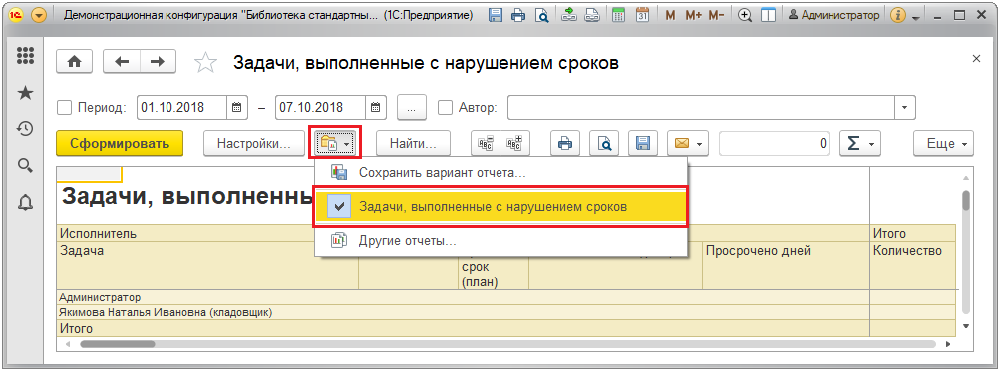 Демонстрационная конфигурация "Библиотека стандартны... (1С:Предприятие)
M M+ M- Администратор
Задачи, выполненные с нарушением сроков
Период: 01.10.2018 – 07.10.2018 ... Автор:
Сформировать Настройки... Найти... 0 Σ Еще
Сохранить вариант отчета...
Задачи, выполненны
Задачи, выполненные с нарушением сроков
Исполнитель Итого
Другие отчеты...
Задача Просрочено дней Количество
срок
(план)
Администратор
Якимова Наталья Ивановна (кладовщик)
Итого